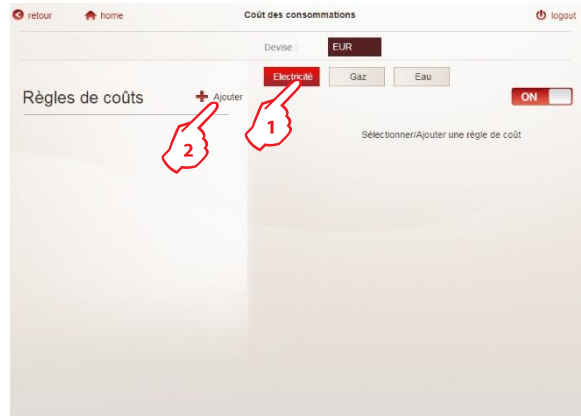 retour home Coût des consommations logout
Devise : EUR
Electricité Gaz Eau
Règles de coûts Ajouter ON
1
2
Sélectionner/Ajouter une règle de coût